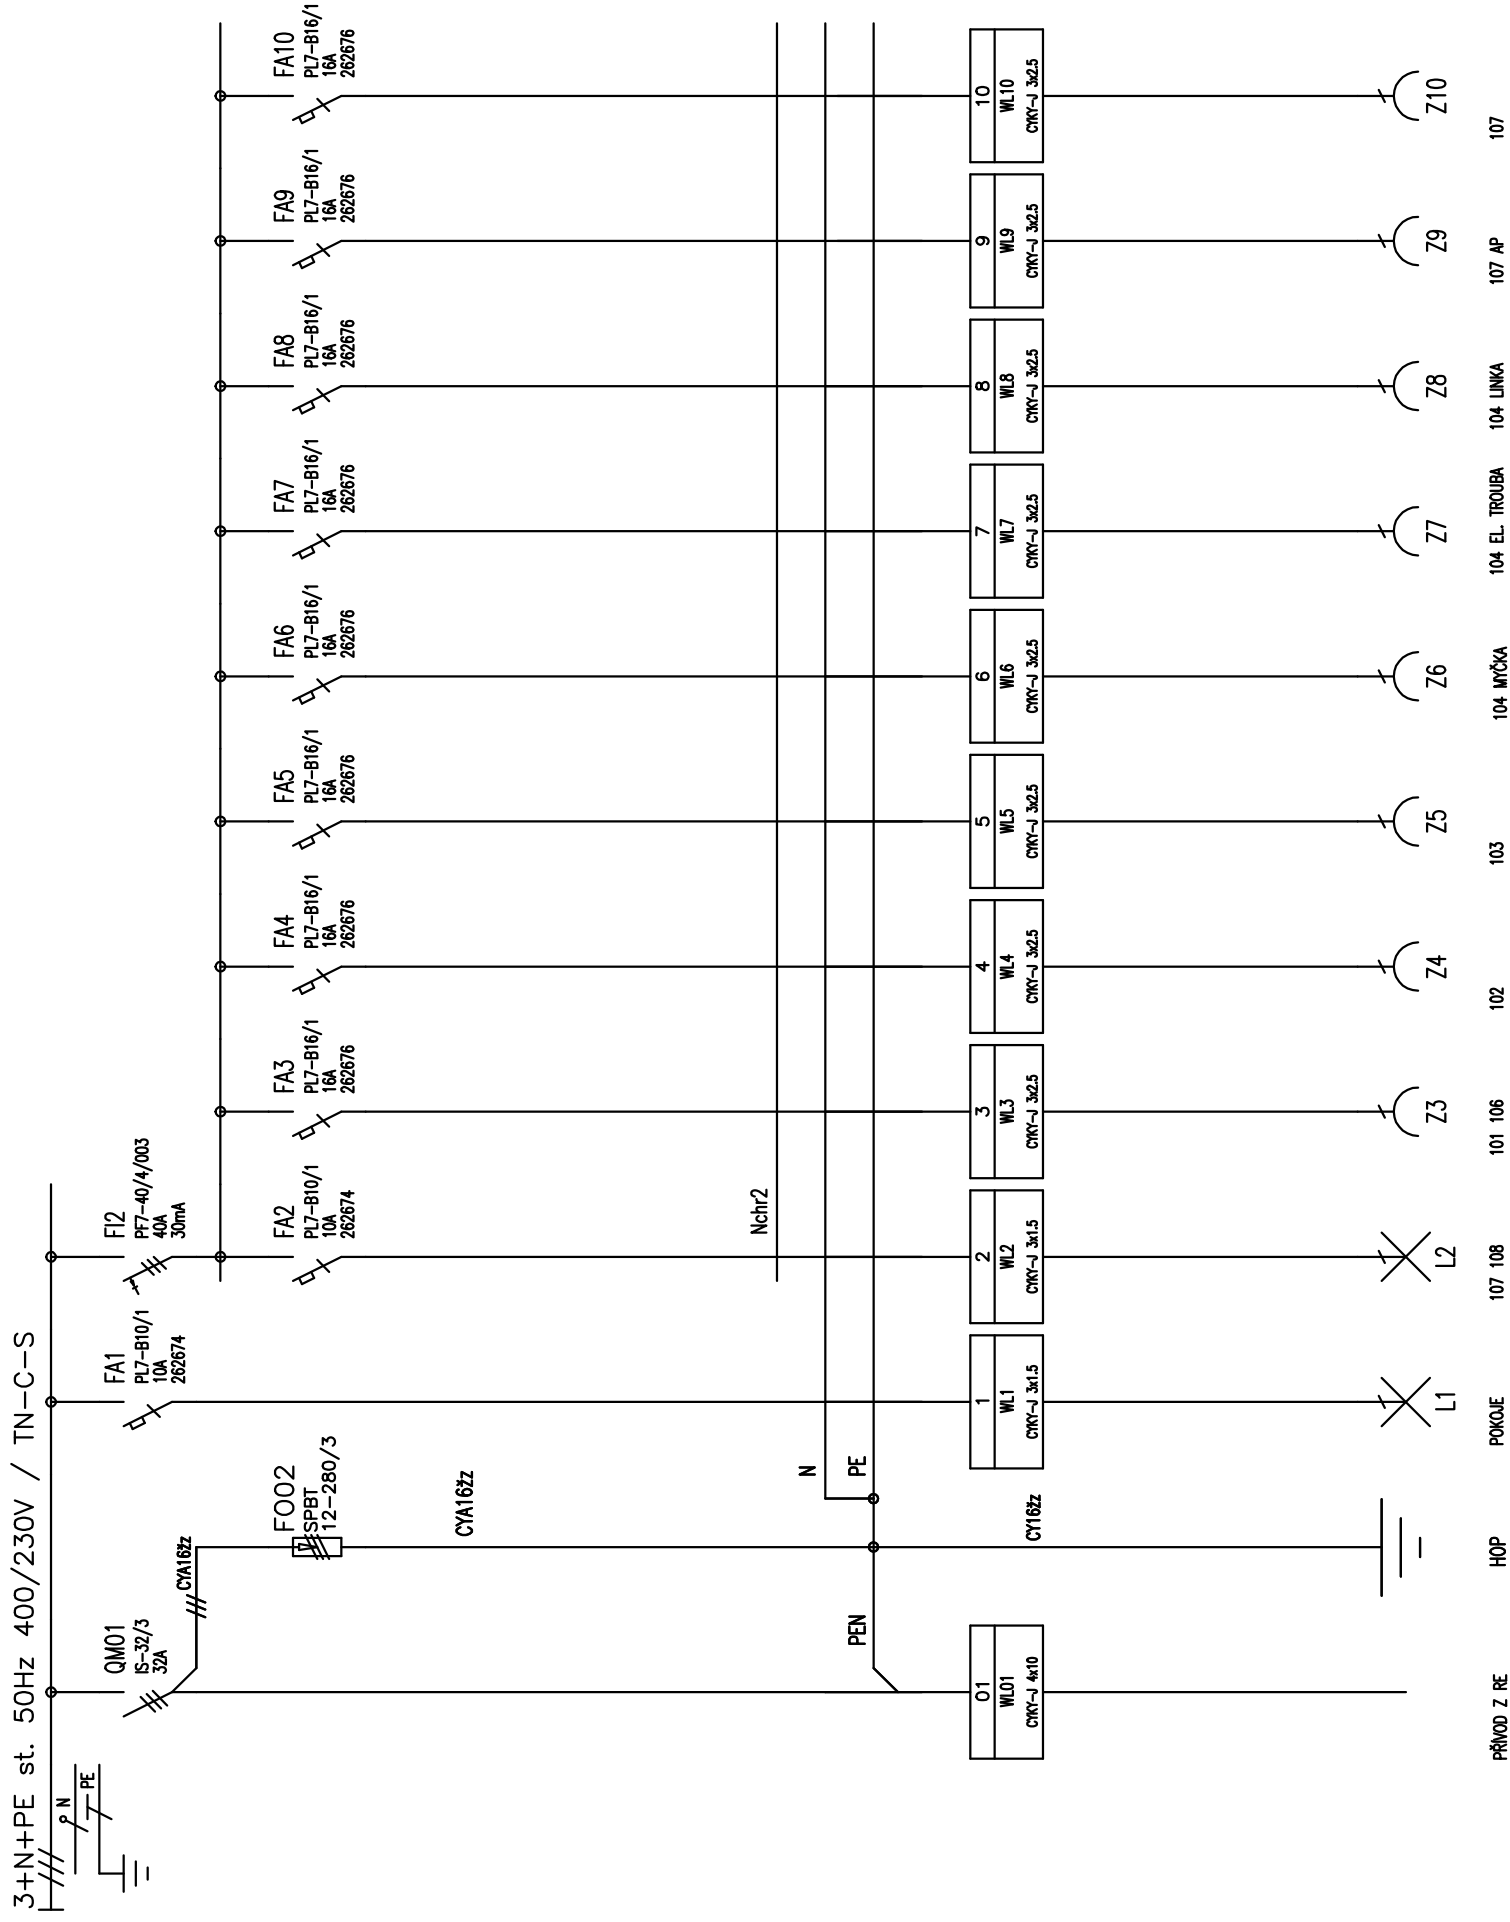 3+N+PE st. 50Hz 400/230V / TN-C-S
N
PE
QM01
IS-32/3
32A
CYA16žz
FO02
SPBT
12-280/3
CYA16žz
FA1
PL7-B10/1
10A
262674
FI2
PF7-40/4/003
40A
30mA
FA2
PL7-B10/1
10A
262674
FA3
PL7-B16/1
16A
262676
FA4
PL7-B16/1
16A
262676
FA5
PL7-B16/1
16A
262676
FA6
PL7-B16/1
16A
262676
FA7
PL7-B16/1
16A
262676
FA8
PL7-B16/1
16A
262676
FA9
PL7-B16/1
16A
262676
FA10
PL7-B16/1
16A
262676
Nchr2
N
PE
PEN
CY16žz
01
WL01
CYKY-J 4x10
1
WL1
CYKY-J 3x1.5
2
WL2
CYKY-J 3x1.5
3
WL3
CYKY-J 3x2.5
4
WL4
CYKY-J 3x2.5
5
WL5
CYKY-J 3x2.5
6
WL6
CYKY-J 3x2.5
7
WL7
CYKY-J 3x2.5
8
WL8
CYKY-J 3x2.5
9
WL9
CYKY-J 3x2.5
10
WL10
CYKY-J 3x2.5
L1
L2
Z3
Z4
Z5
Z6
Z7
Z8
Z9
Z10
PŘÍVOD Z RE
HOP
POKOJE
107 108
101 106
102
103
104 MYČKA
104 EL. TROUBA
104 LINKA
107 AP
107